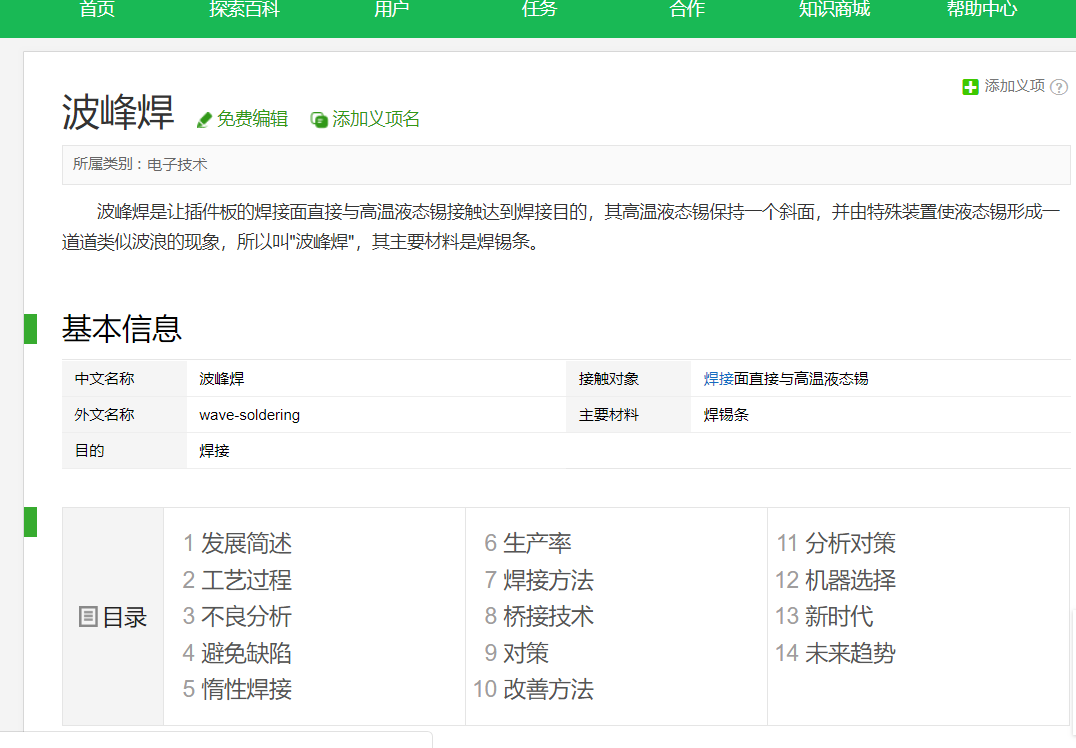 首页 探索百科 用户 任务 合作 知识商城 帮助中心
添加义项 ?
波峰焊 免费编辑 添加义项名
所属类别：电子技术
波峰焊是让插件板的焊接面直接与高温液态锡接触达到焊接目的，其高温液态锡保持一个斜面，并由特殊装置使液态锡形成一
道道类似波浪的现象，所以叫"波峰焊"，其主要材料是焊锡条。
基本信息
中文名称 波峰焊 接触对象 焊接面直接与高温液态锡
外文名称 wave-soldering 主要材料 焊锡条
目的 焊接
目录
1 发展简述
2 工艺过程
3 不良分析
4 避免缺陷
5 惰性焊接
6 生产率
7 焊接方法
8 桥接技术
9 对策
10 改善方法
11 分析对策
12 机器选择
13 新时代
14 未来趋势